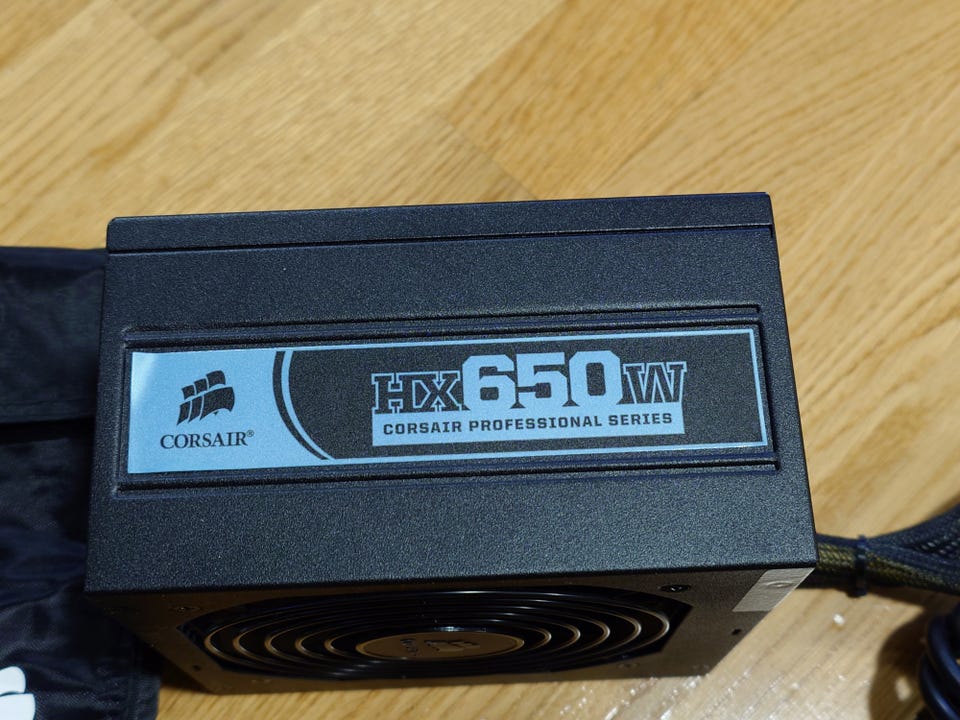 HX650W
CORSAIR PROFESSIONAL SERIES
CORSAIR®